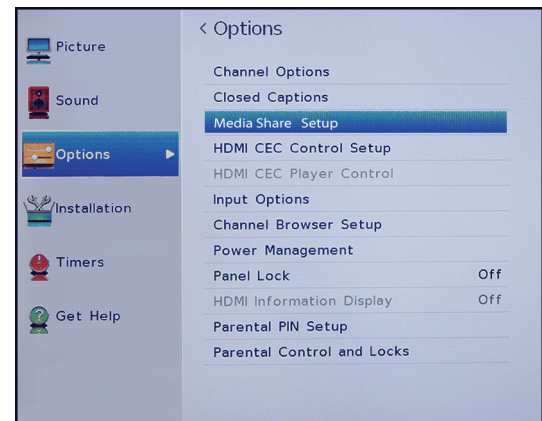 Picture
Sound
Options
Installation
Timers
Get Help
< Options
Channel Options
Closed Captions
Media Share Setup
HDMI CEC Control Setup
HDMI CEC Player Control
Input Options
Channel Browser Setup
Power Management
Panel Lock Off
HDMI Information Display Off
Parental PIN Setup
Parental Control and Locks